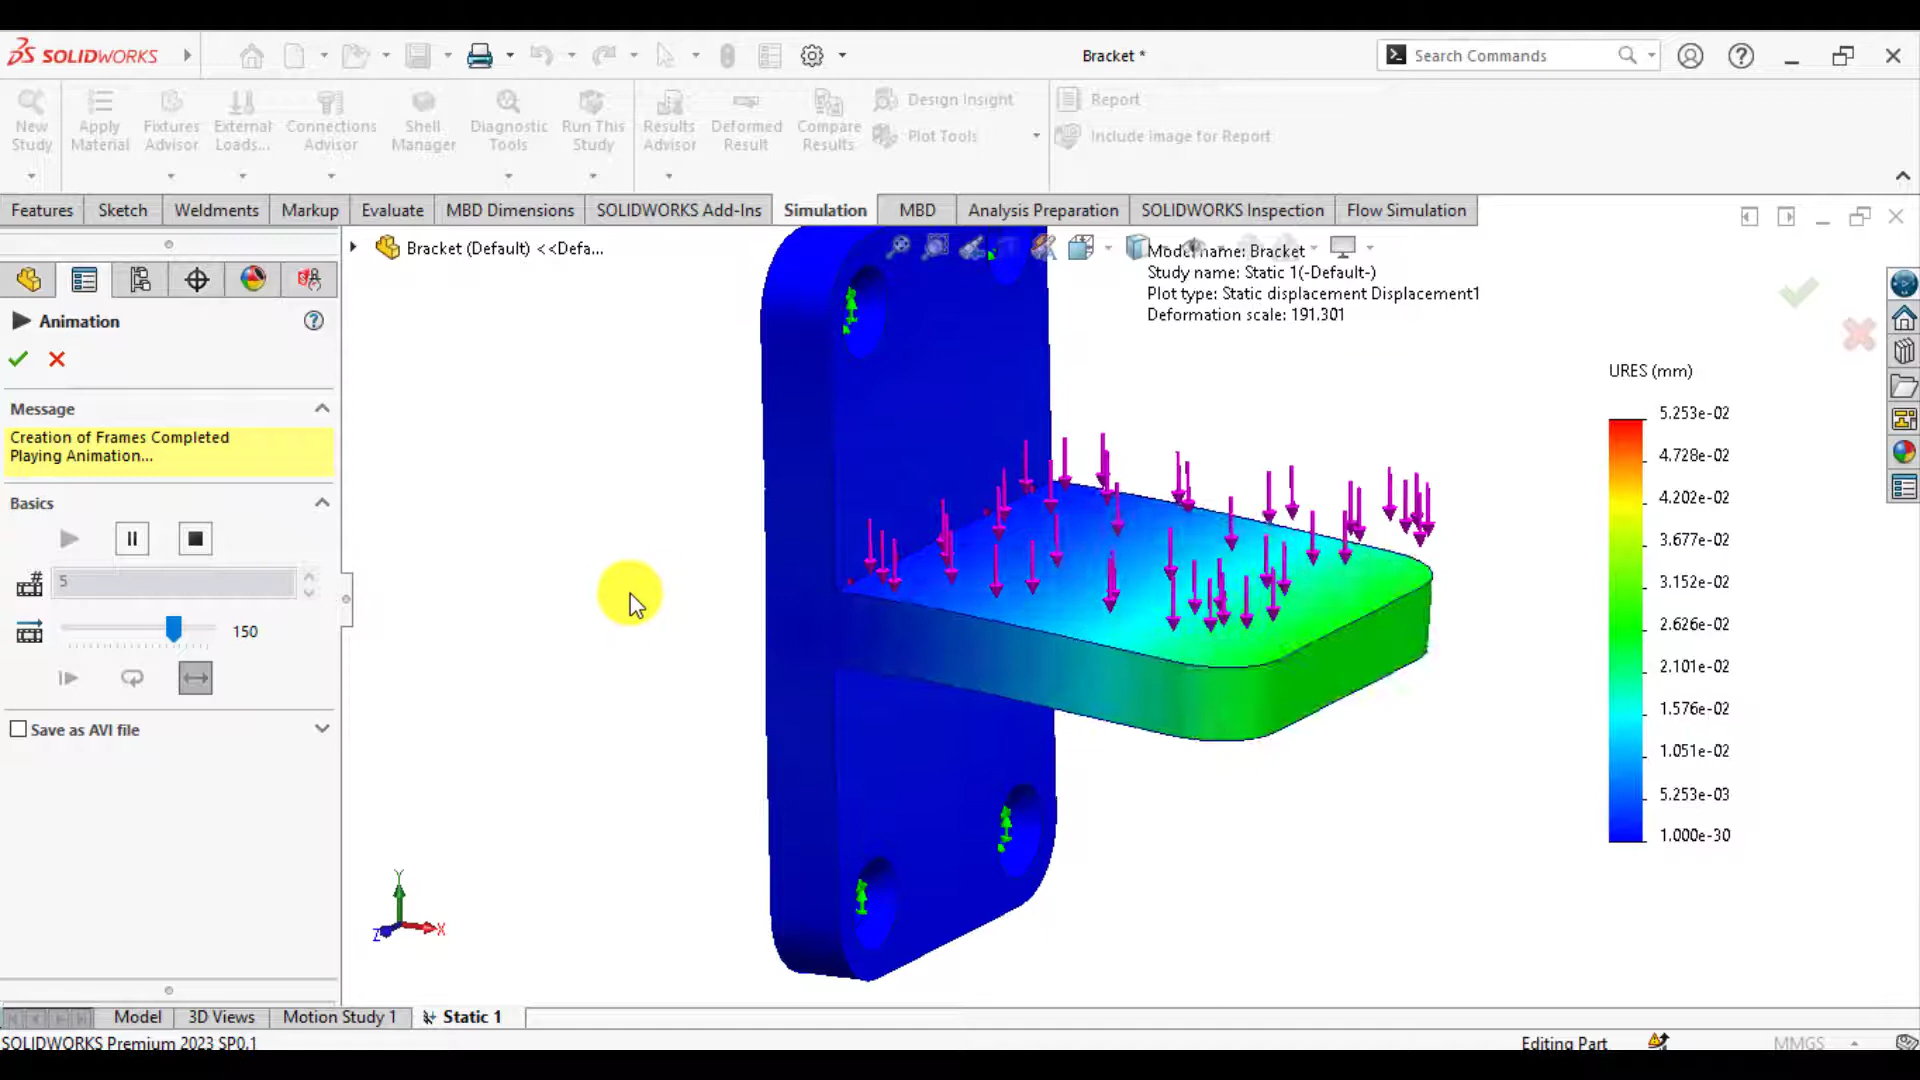 SOLIDWORKS
Bracket *
Search Commands
New Study
Apply Material
Fixtures Advisor
External Loads...
Connections Advisor
Shell Manager
Diagnostic Tools
Run This Study
Results Advisor
Deformed Result
Compare Results
Design Insight
Plot Tools
Report
Include Image for Report
Features
Sketch
Weldments
Markup
Evaluate
MBD Dimensions
SOLIDWORKS Add-Ins
Simulation
MBD
Analysis Preparation
SOLIDWORKS Inspection
Flow Simulation
Bracket (Default) <<Defa...
Model name: Bracket
Study name: Static 1(-Default-)
Plot type: Static displacement Displacement1
Deformation scale: 191.301
Animation
Message
Creation of Frames Completed
Playing Animation...
Basics
5
150
Save as AVI file
URES (mm)
5.253e-02
4.728e-02
4.202e-02
3.677e-02
3.152e-02
2.626e-02
2.101e-02
1.576e-02
1.051e-02
5.253e-03
1.000e-30
Y
Z
X
Model
3D Views
Motion Study 1
Static 1
SOLIDWORKS Premium 2023 SP0.1
Editing Part
MMGS